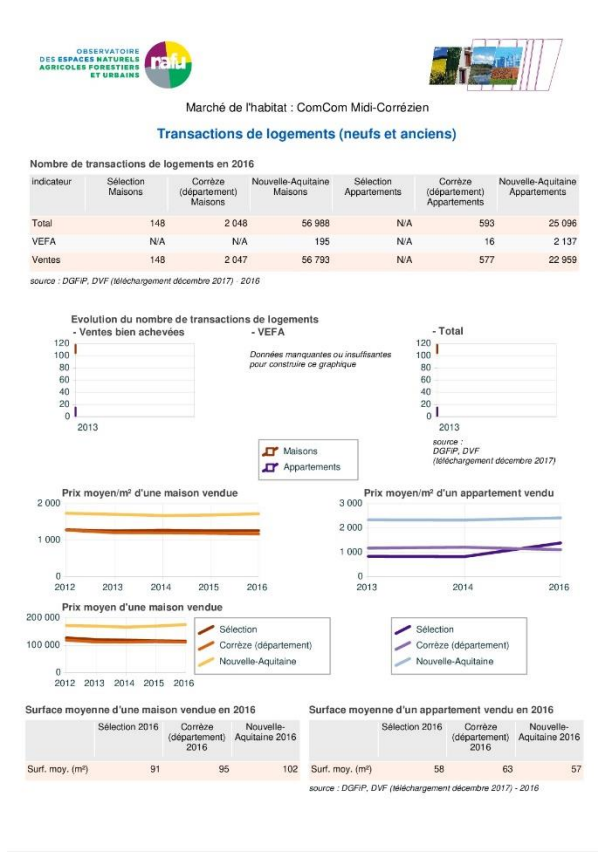 OBSERVATOIRE
DES ESPACES NATURELS
AGRICOLES FORESTIERS
ET URBAINS
nafu
Marché de l'habitat : ComCom Midi-Corrézien
Transactions de logements (neufs et anciens)
Nombre de transactions de logements en 2016
indicateur Sélection Corrèze Nouvelle-Aquitaine Sélection Corrèze Nouvelle-Aquitaine
Maisons (département) Maisons Appartements (département) Appartements
Maisons Appartements
Total 148 2 048 56 988 N/A 593 25 096
VEFA N/A N/A 195 N/A 16 2 137
Ventes 148 2 047 56 793 N/A 577 22 959
source : DGFiP, DVF (téléchargement décembre 2017) - 2016
Evolution du nombre de transactions de logements
- Ventes bien achevées - VEFA - Total
120 120
100 Données manquantes ou insuffisantes 100
80 pour construire ce graphique 80
60 60
40 40
20 20
0 0
2013 2013
source :
DGFiP, DVF
(téléchargement décembre 2017)
Maisons
Appartements
Prix moyen/m² d'une maison vendue Prix moyen/m² d'un appartement vendu
2 000 3 000
2 000
1 000 1 000
0 0
2012 2013 2014 2015 2016 2013 2014 2016
Prix moyen d'une maison vendue
200 000
100 000
0
2012 2013 2014 2015 2016
Sélection Sélection
Corrèze (département) Corrèze (département)
Nouvelle-Aquitaine Nouvelle-Aquitaine
Surface moyenne d'une maison vendue en 2016 Surface moyenne d'un appartement vendu en 2016
Sélection 2016 Corrèze Nouvelle- Sélection 2016 Corrèze Nouvelle-
(département) Aquitaine 2016 (département) Aquitaine 2016
2016 2016
Surf. moy. (m²) 91 95 102 Surf. moy. (m²) 58 63 57
source : DGFiP, DVF (téléchargement décembre 2017) - 2016